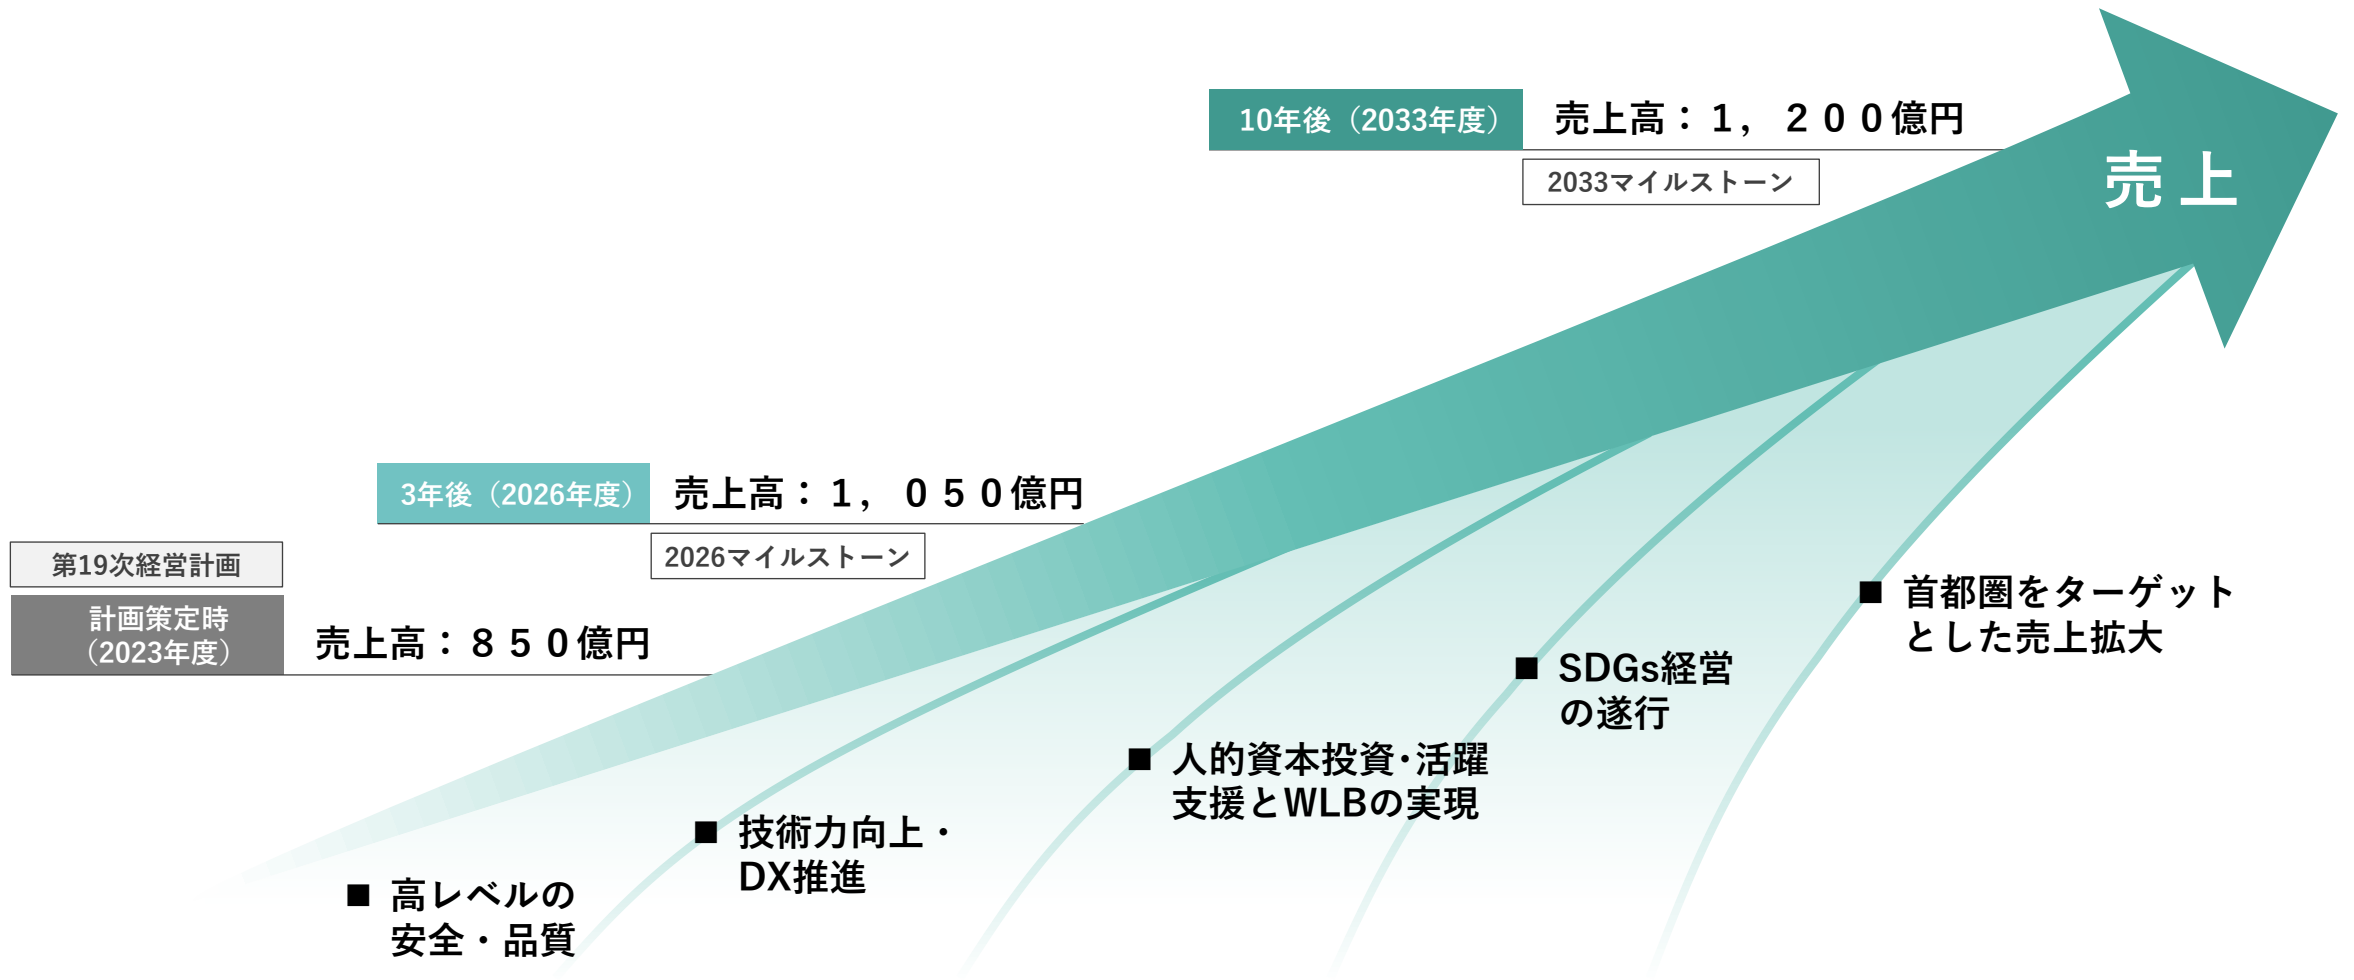 10年後（2033年度）
売上高：１，２００億円
2033マイルストーン
売上
3年後（2026年度）
売上高：１，０５０億円
2026マイルストーン
第19次経営計画
計画策定時
（2023年度）
売上高：８５０億円
■ 首都圏をターゲット
とした売上拡大
■ SDGs経営
の遂行
■ 人的資本投資･活躍
支援とWLBの実現
■ 技術力向上・
DX推進
■ 高レベルの
安全・品質